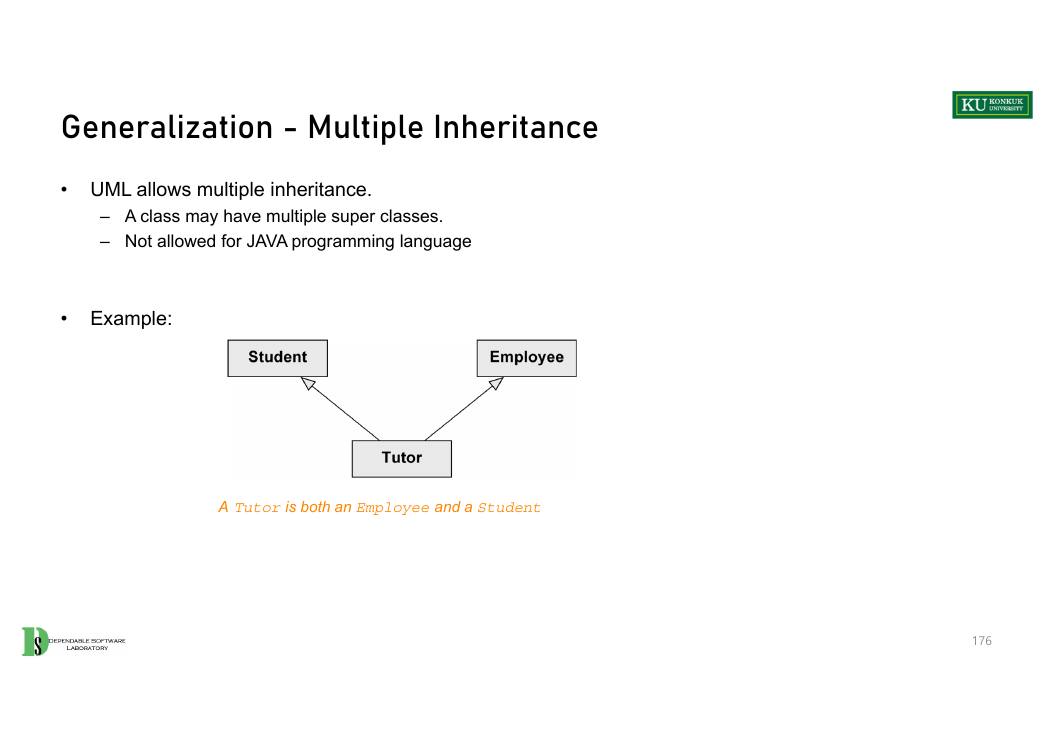 KU KONKUK UNIVERSITY
Generalization - Multiple Inheritance
• UML allows multiple inheritance.
– A class may have multiple super classes.
– Not allowed for JAVA programming language
• Example:
Student Employee
Tutor
A Tutor is both an Employee and a Student
DS DEPENDABLE SOFTWARE
LABORATORY
176